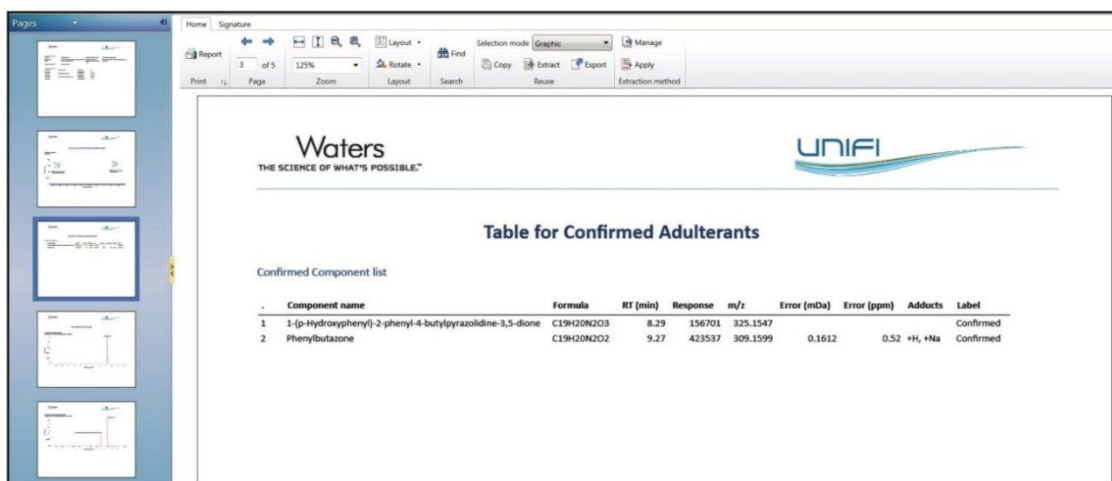 Pages
Home Signature
Report
3 of 5
125%
Layout
Rotate
Find
Selection mode Graphic
Copy Extract Export
Manage
Apply
Print Page Zoom Layout Search Reuse Extraction method
Waters
THE SCIENCE OF WHAT'S POSSIBLE.™
UNIFI
Table for Confirmed Adulterants
Confirmed Component list
. Component name Formula RT (min) Response m/z Error (mDa) Error (ppm) Adducts Label
1 1-(p-Hydroxyphenyl)-2-phenyl-4-butylpyrazolidine-3,5-dione C19H20N2O3 8.29 156701 325.1547 Confirmed
2 Phenylbutazone C19H20N2O2 9.27 423537 309.1599 0.1612 0.52 +H, +Na Confirmed